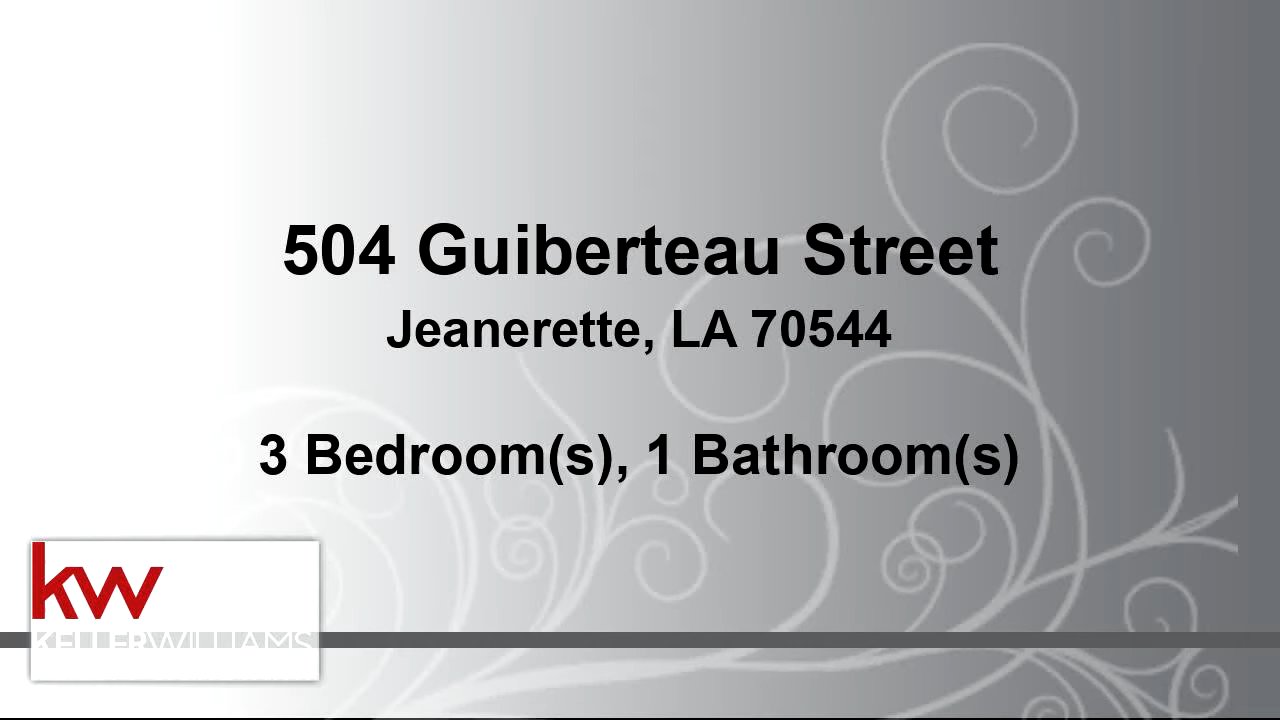 504 Guiberteau Street
Jeanerette, LA 70544
3 Bedroom(s), 1 Bathroom(s)
kw
KELLERWILLIAMS